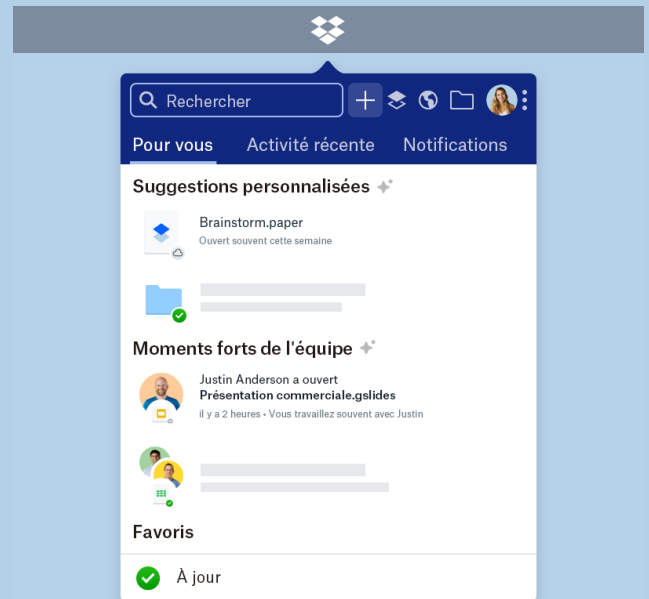 Rechercher
Pour vous Activité récente Notifications
Suggestions personnalisées
Brainstorm.paper
Ouvert souvent cette semaine
Moments forts de l'équipe
Justin Anderson a ouvert
Présentation commerciale.gslides
il y a 2 heures • Vous travaillez souvent avec Justin
Favoris
À jour